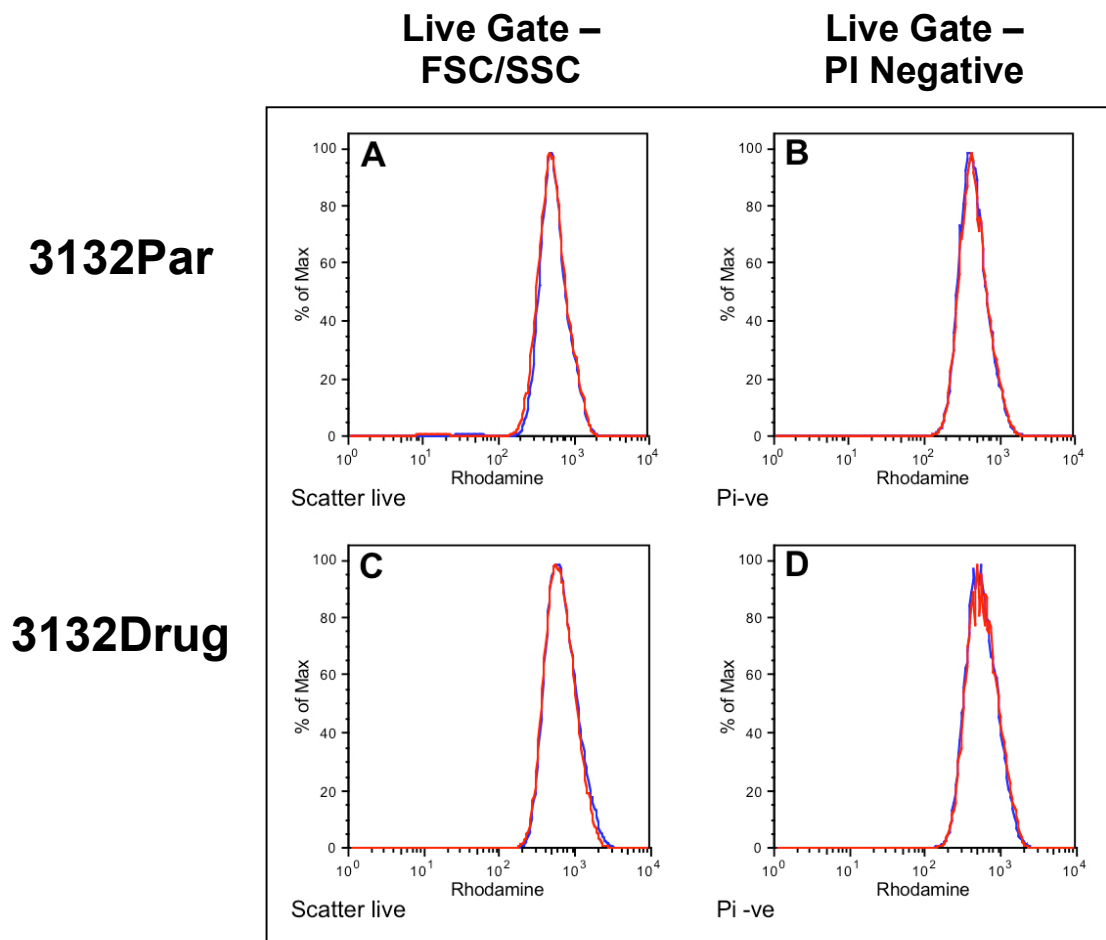 Live Gate –
FSC/SSC
Live Gate –
PI Negative
3132Par
A
100
80
60
40
20
0
% of Max
10^0 10^1 10^2 10^3 10^4
Rhodamine
Scatter live
B
100
80
60
40
20
0
% of Max
10^0 10^1 10^2 10^3 10^4
Rhodamine
Pi-ve
3132Drug
C
100
80
60
40
20
0
% of Max
10^0 10^1 10^2 10^3 10^4
Rhodamine
Scatter live
D
100
80
60
40
20
0
% of Max
10^0 10^1 10^2 10^3 10^4
Rhodamine
Pi -ve